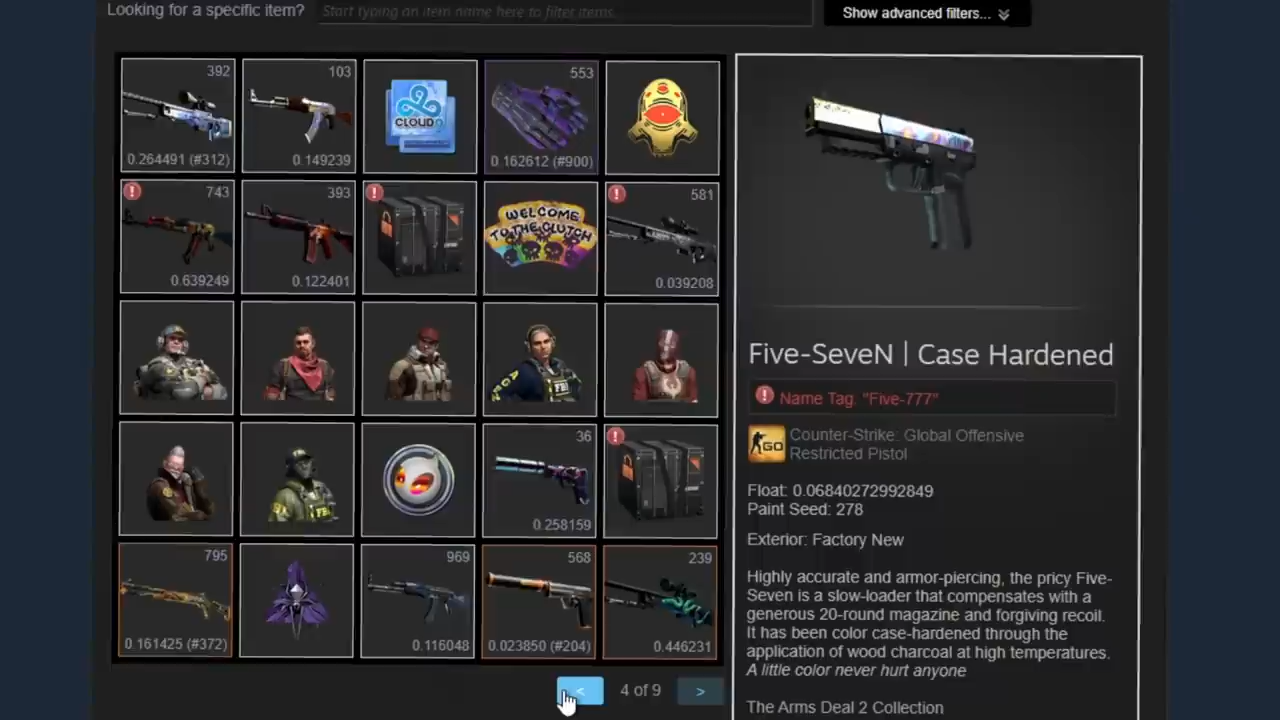 Looking for a specific item?
Start typing an item name here to filter items.
Show advanced filters...
392
0.264491 (#312)
103
0.149239
CLOUD9
553
0.162612 (#900)
743
0.639249
393
0.122401
WELCOME
TO THE CLUTCH
581
0.039208
FBI
FBI
36
0.258159
795
0.161425 (#372)
969
0.116048
568
0.023850 (#204)
239
0.446231
<
4 of 9
>
Five-SeveN | Case Hardened
Name Tag: "Five-777"
GO
Counter-Strike: Global Offensive
Restricted Pistol
Float: 0.06840272992849
Paint Seed: 278
Exterior: Factory New
Highly accurate and armor-piercing, the pricy Five-
Seven is a slow-loader that compensates with a
generous 20-round magazine and forgiving recoil.
It has been color case-hardened through the
application of wood charcoal at high temperatures.
A little color never hurt anyone
The Arms Deal 2 Collection